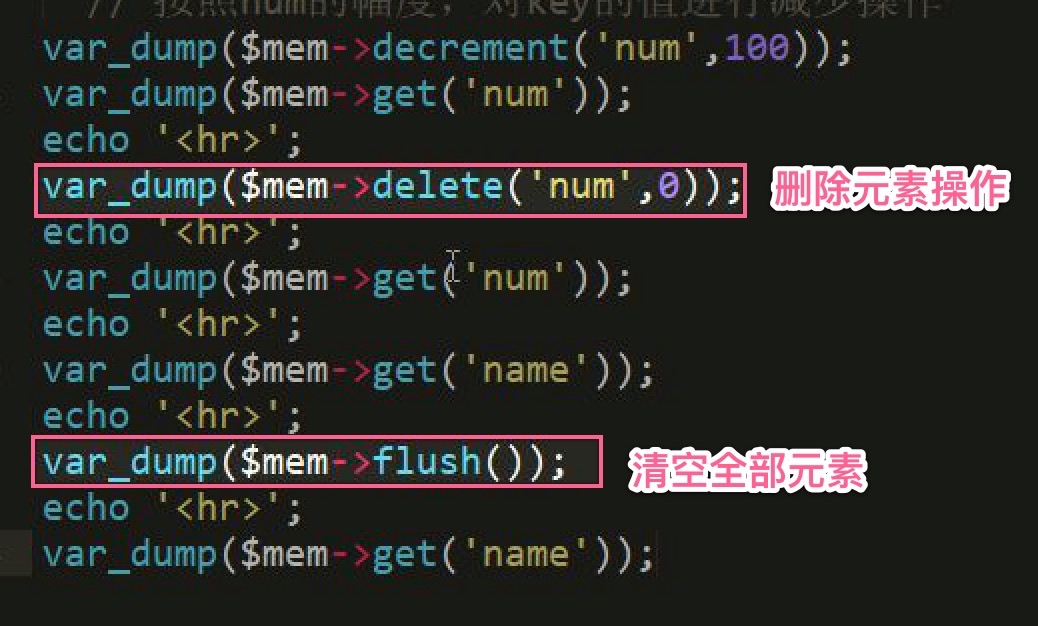 // 按照num的幅度，对key的值进行减少操作
var_dump($mem->decrement('num',100));
var_dump($mem->get('num'));
echo '<hr>';
var_dump($mem->delete('num',0)); 删除元素操作
echo '<hr>';
var_dump($mem->get('num'));
echo '<hr>';
var_dump($mem->get('name'));
echo '<hr>';
var_dump($mem->flush()); 清空全部元素
echo '<hr>';
var_dump($mem->get('name'));